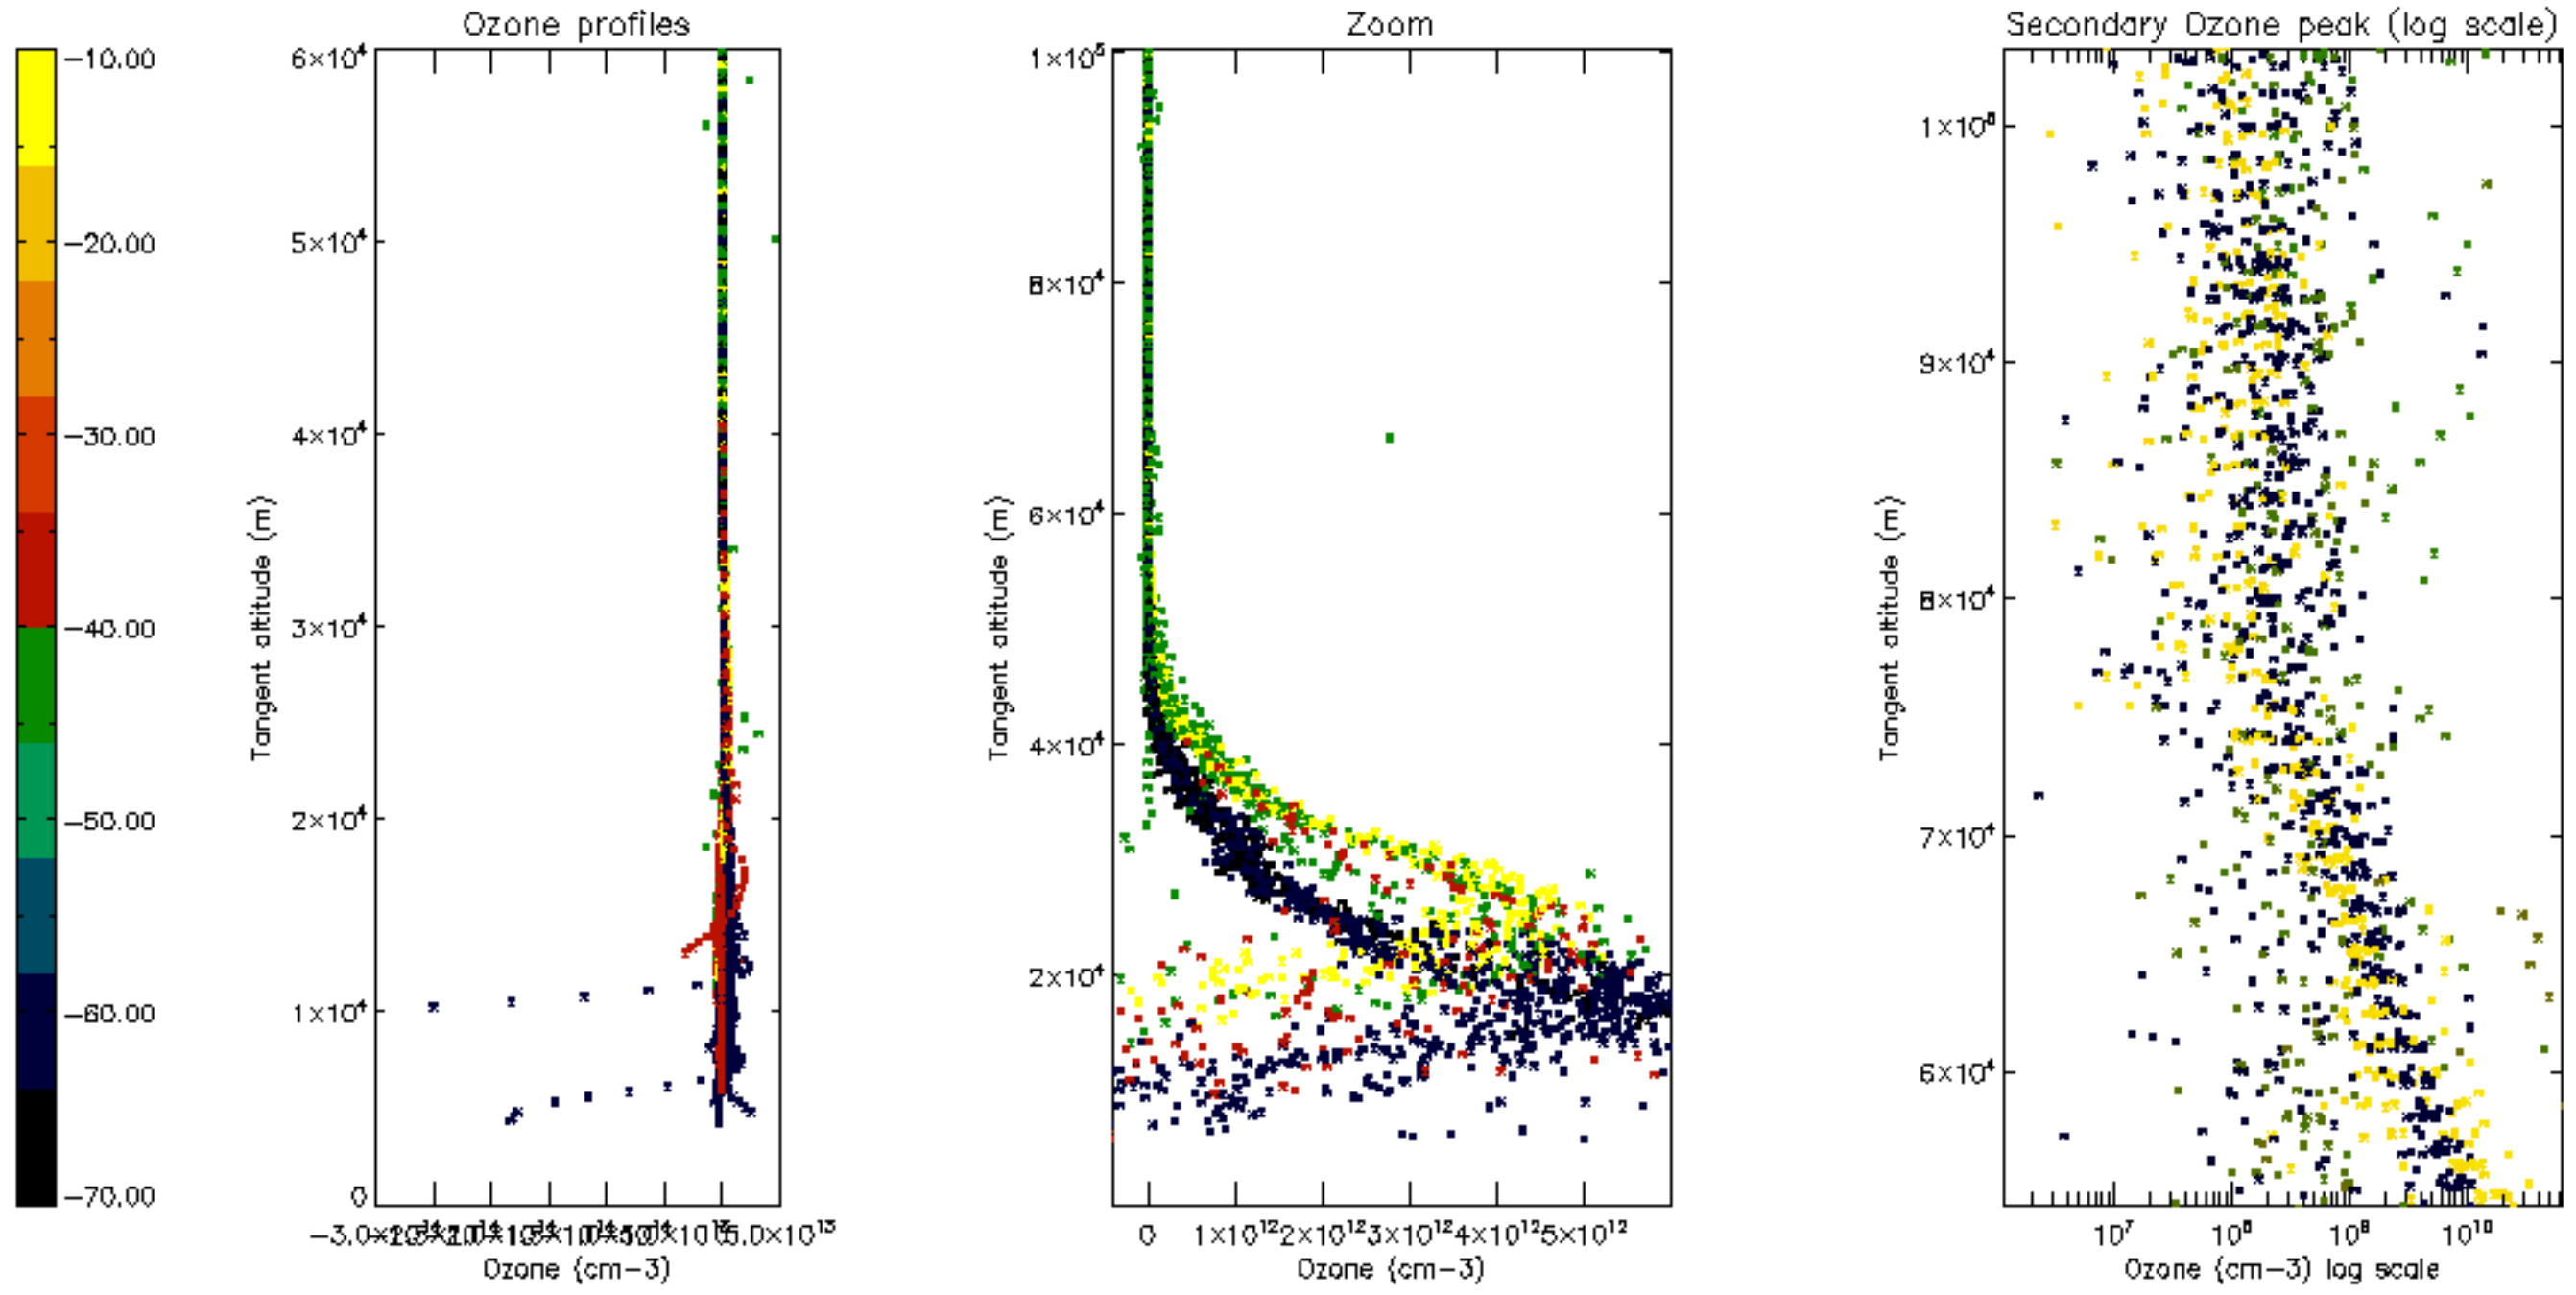 Ozone profiles
Zoom
Secondary Ozone peak (log scale)
-10.00
-20.00
-30.00
-40.00
-50.00
-60.00
-70.00
6×10⁴
5×10⁴
4×10⁴
3×10⁴
2×10⁴
1×10⁴
0
Tangent altitude (m)
5.0×10¹³
Ozone (cm-3)
1×10⁵
8×10⁴
6×10⁴
4×10⁴
2×10⁴
Tangent altitude (m)
0 1×10¹² 2×10¹² 3×10¹² 4×10¹² 5×10¹²
Ozone (cm-3)
9×10⁴
8×10⁴
7×10⁴
6×10⁴
Tangent altitude (m)
10⁷ 10¹⁰
Ozone (cm-3) log scale